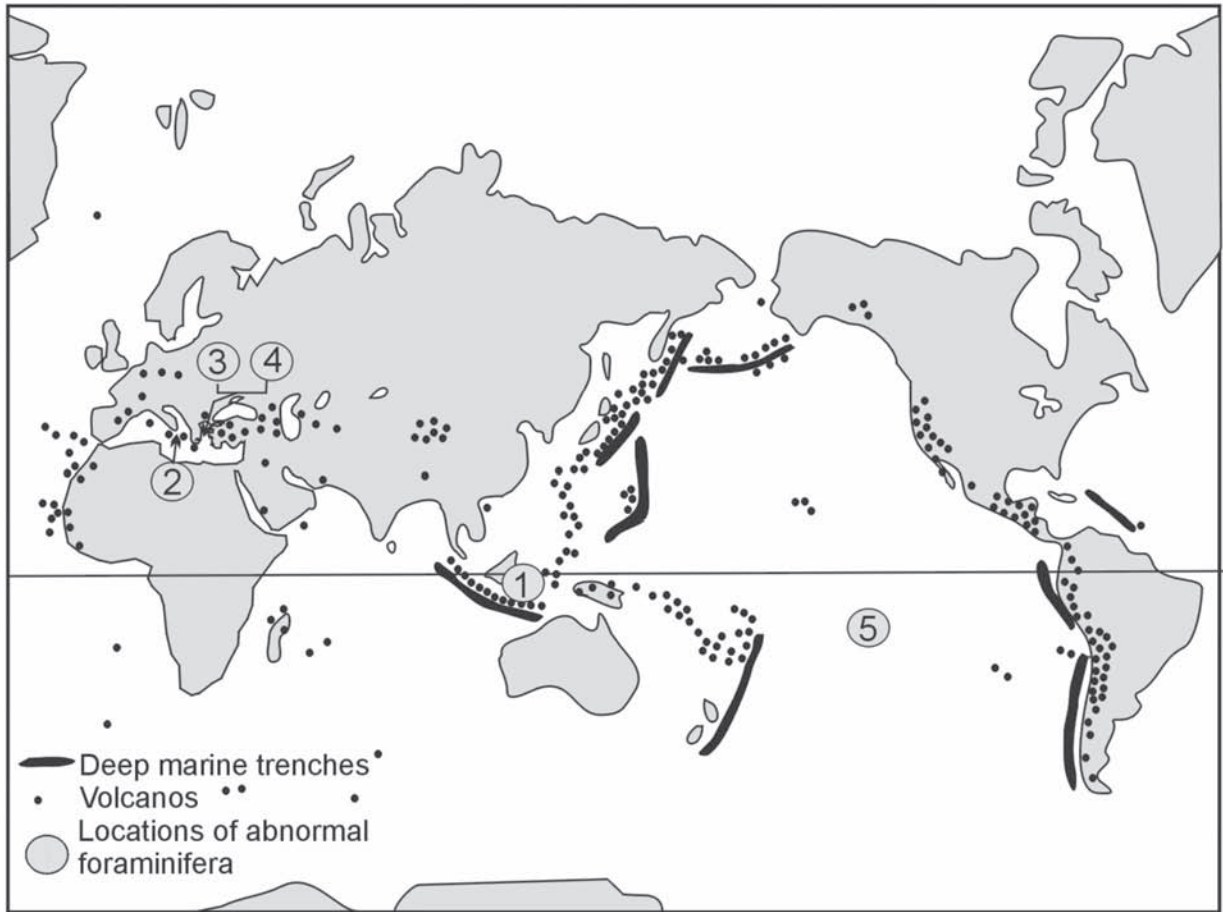 3
4
2
1
5
Deep marine trenches
Volcanos
Locations of abnormal
foraminifera